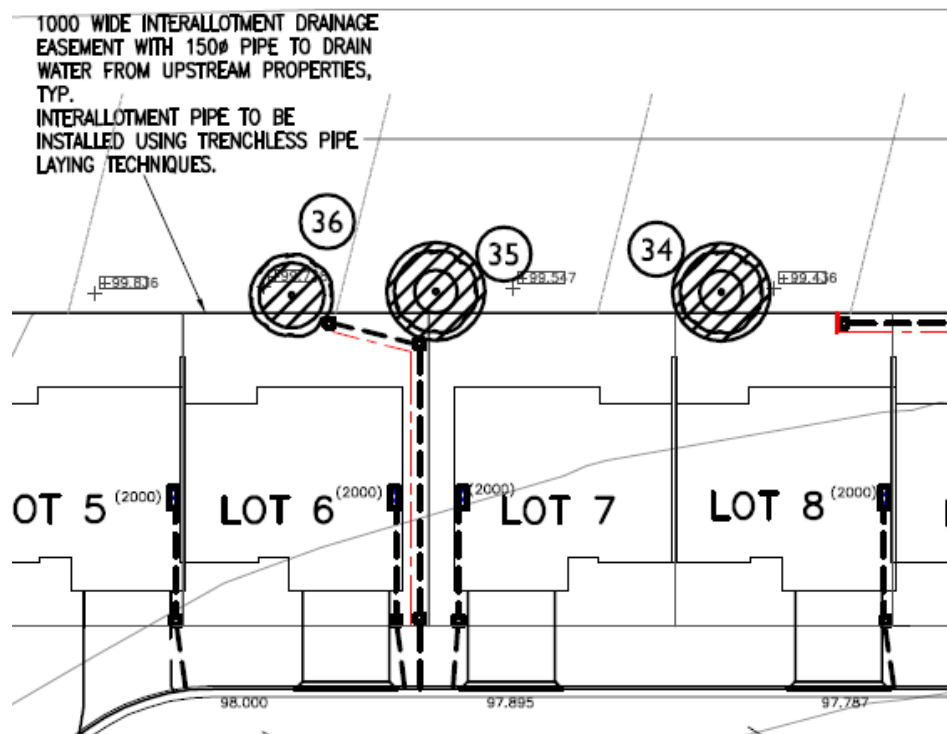 1000 WIDE INTERALLOTMENT DRAINAGE
EASEMENT WITH 150ø PIPE TO DRAIN
WATER FROM UPSTREAM PROPERTIES,
TYP.
INTERALLOTMENT PIPE TO BE
INSTALLED USING TRENCHLESS PIPE
LAYING TECHNIQUES.
36
35
34
+99.836
+99.547
+99.436
OT 5 (2000)
LOT 6 (2000)
(2000)
LOT 7
LOT 8 (2000)
98.000
97.895
97.787